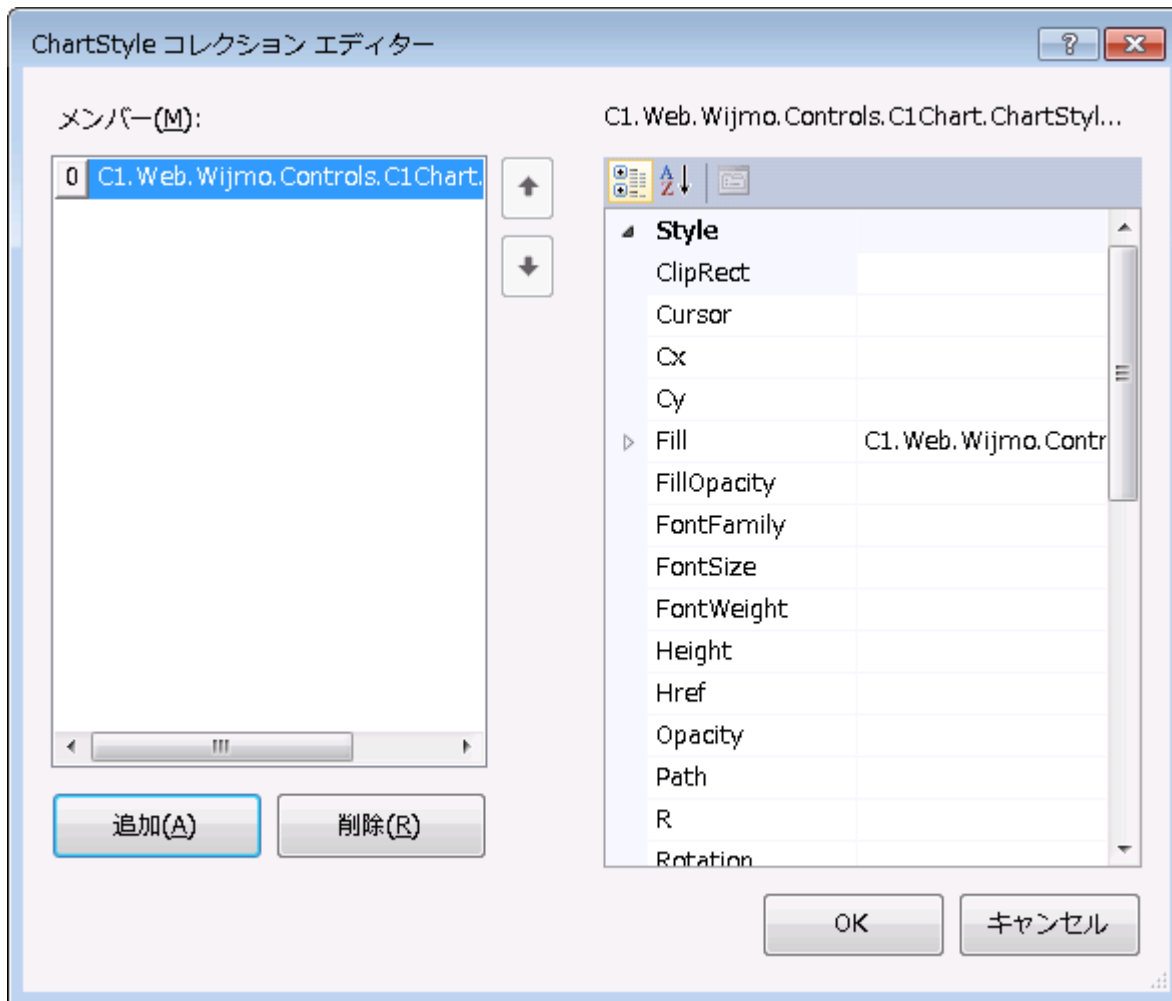 ChartStyle コレクション エディター
メンバー(M):
C1.Web.Wijmo.Controls.C1Chart.ChartStyl...
0 C1.Web.Wijmo.Controls.C1Chart.
Style
ClipRect
Cursor
Cx
Cy
Fill C1.Web.Wijmo.Contr
FillOpacity
FontFamily
FontSize
FontWeight
Height
Href
Opacity
Path
R
Rotation
追加(A)
削除(R)
OK
キャンセル